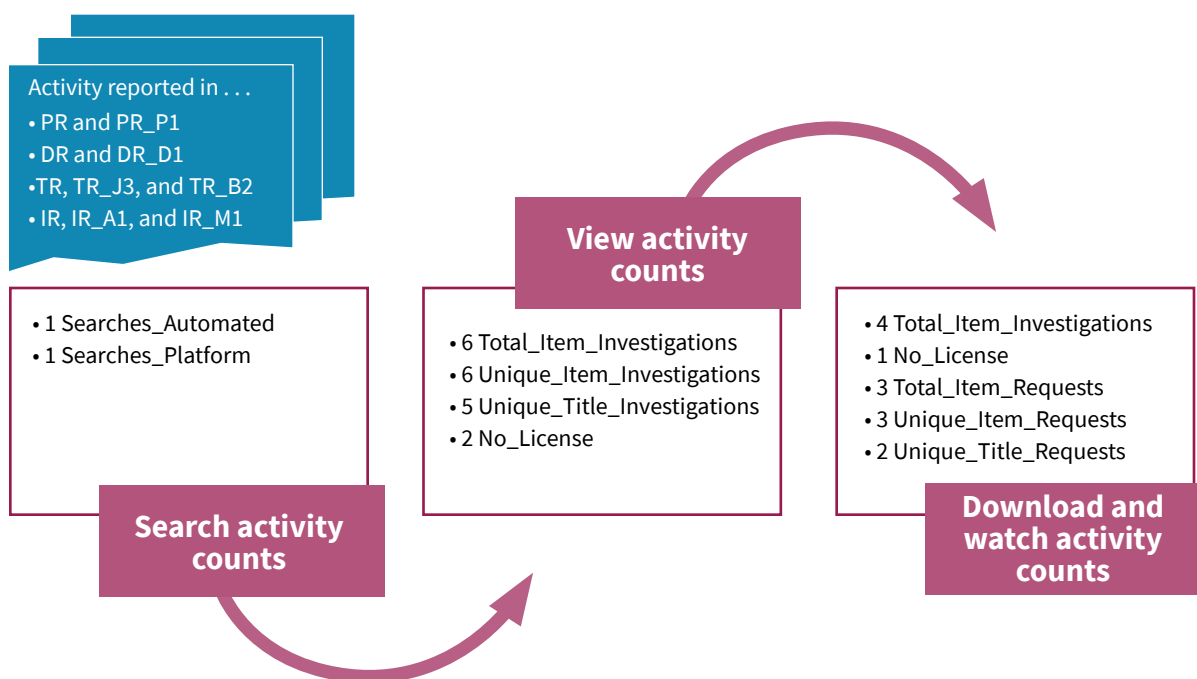 Activity reported in . . .
• PR and PR_P1
• DR and DR_D1
•TR, TR_J3, and TR_B2
• IR, IR_A1, and IR_M1
• 1 Searches_Automated
• 1 Searches_Platform
Search activity
counts
View activity
counts
• 6 Total_Item_Investigations
• 6 Unique_Item_Investigations
• 5 Unique_Title_Investigations
• 2 No_License
• 4 Total_Item_Investigations
• 1 No_License
• 3 Total_Item_Requests
• 3 Unique_Item_Requests
• 2 Unique_Title_Requests
Download and
watch activity
counts